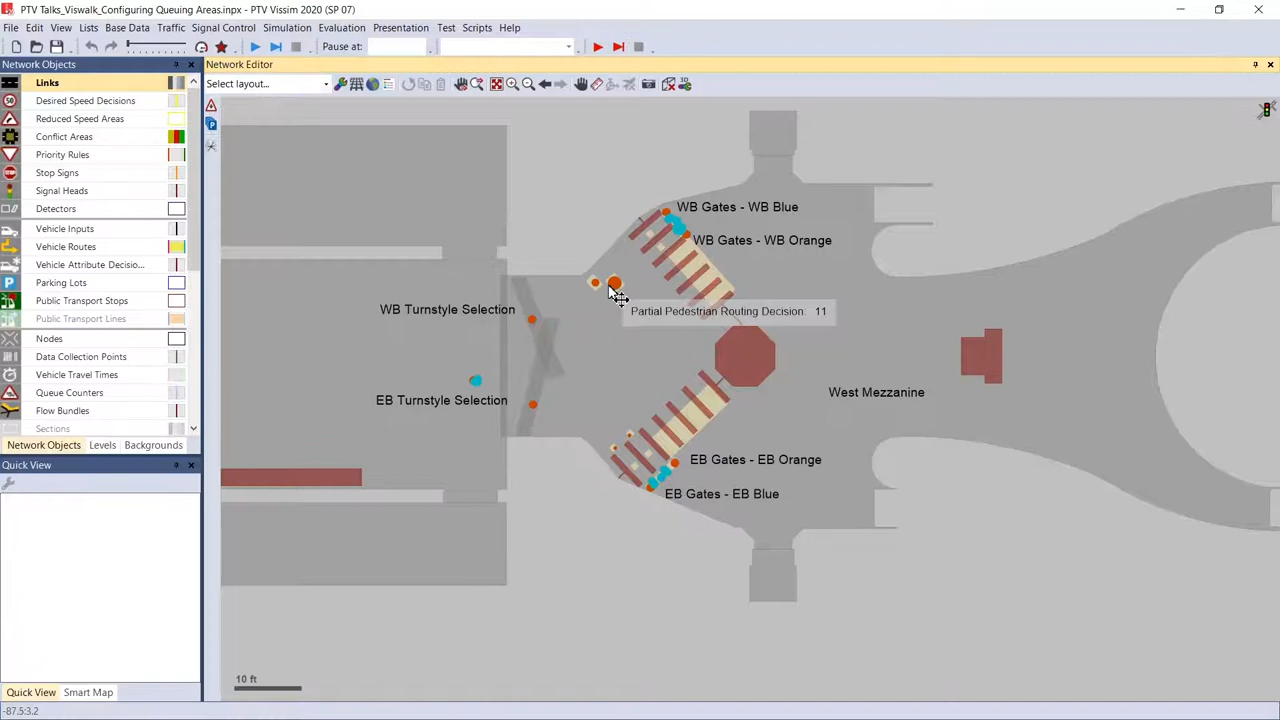 PTV Talks_Viswalk_Configuring Queuing Areas.inpx - PTV Vissim 2020 (SP 07)
File Edit View Lists Base Data Traffic Signal Control Simulation Evaluation Presentation Test Scripts Help
Pause at:
Network Objects
Network Editor
Select layout...
Links
Desired Speed Decisions
Reduced Speed Areas
Conflict Areas
Priority Rules
Stop Signs
Signal Heads
Detectors
Vehicle Inputs
Vehicle Routes
Vehicle Attribute Decisio...
Parking Lots
Public Transport Stops
Public Transport Lines
Nodes
Data Collection Points
Vehicle Travel Times
Queue Counters
Flow Bundles
Sections
Network Objects Levels Backgrounds
Quick View
Quick View Smart Map
WB Gates - WB Blue
WB Gates - WB Orange
WB Turnstyle Selection
Partial Pedestrian Routing Decision: 11
EB Turnstyle Selection
West Mezzanine
EB Gates - EB Orange
EB Gates - EB Blue
10 ft
-87.5:3.2